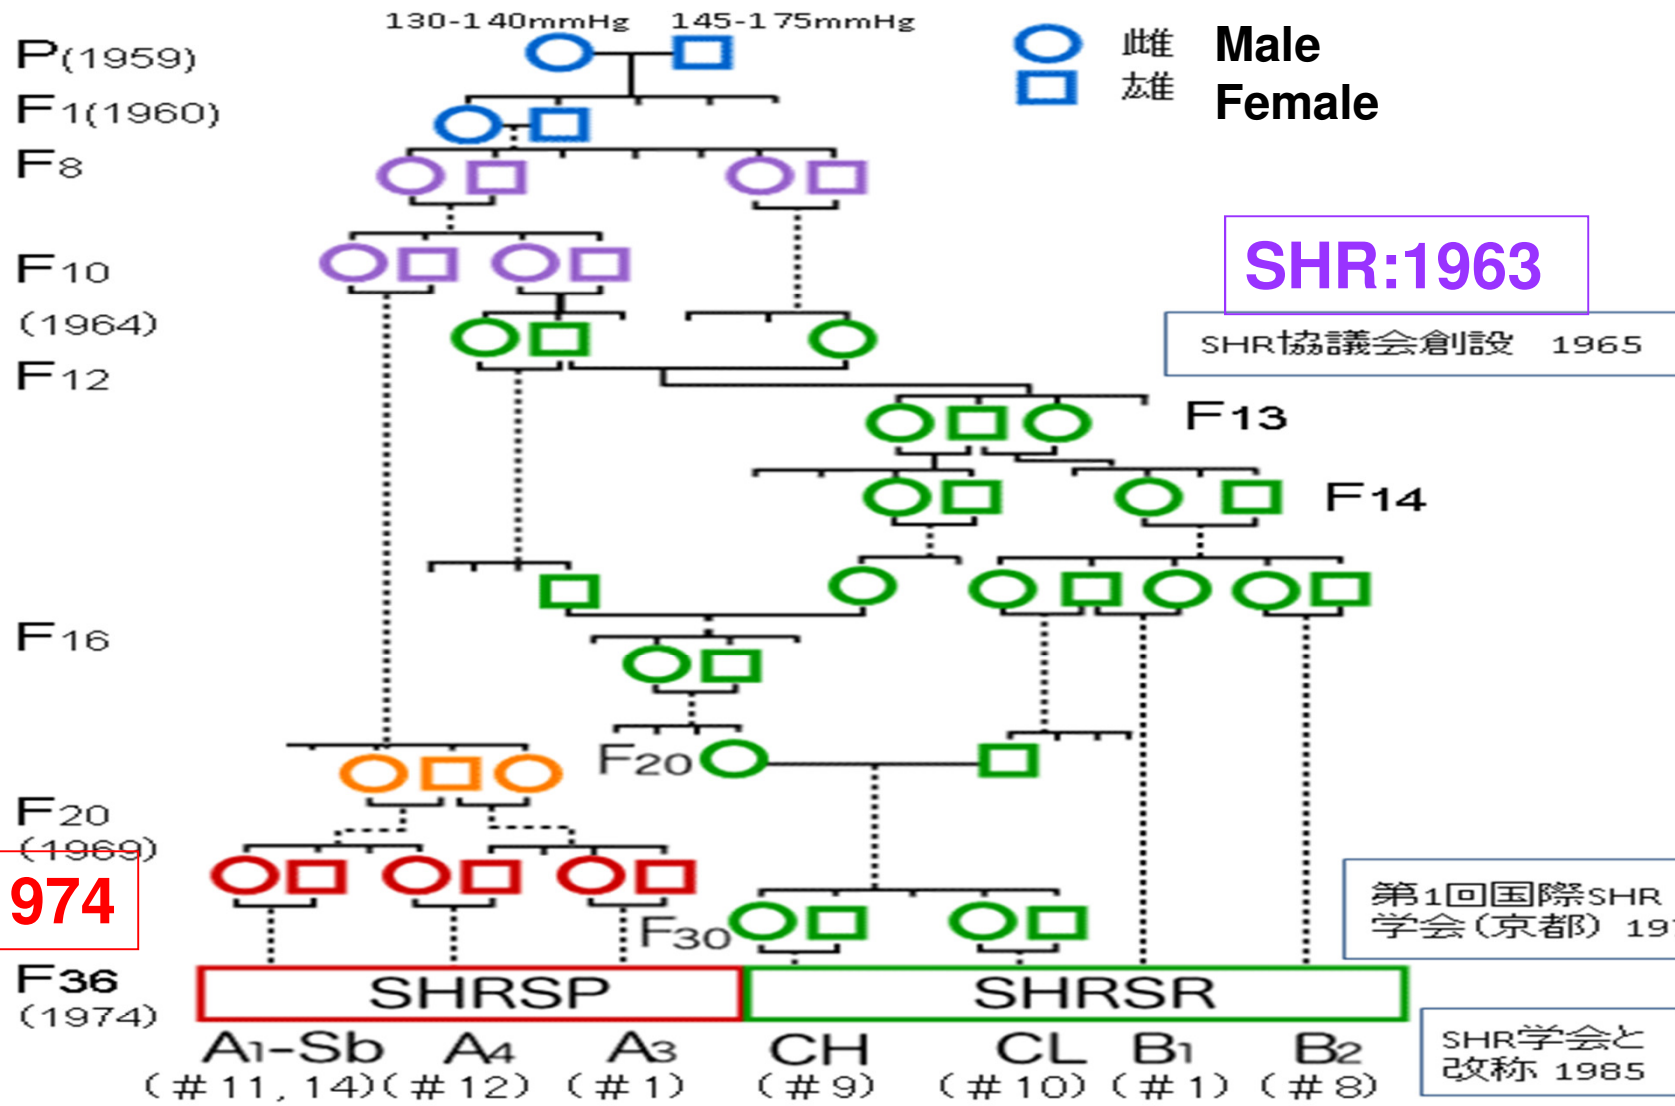 130-140mmHg 145-175mmHg
P(1959)
雌 Male
雄 Female
F1(1960)
F8
F10
(1964)
SHR:1963
SHR協議会創設 1965
F12
F13
F14
F16
F20
F20
(1969)
974
F30
第1回国際SHR
学会(京都) 19
F36
(1974)
SHRSP SHRSR
SHR学会と
改称 1985
A1-Sb A4 A3 CH CL B1 B2
(#11,14) (#12) (#1) (#9) (#10) (#1) (#8)